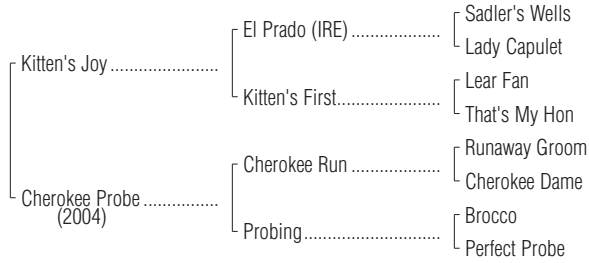 Sadler's Wells
El Prado (IRE) ...................
Lady Capulet
Kitten's Joy .......................
Lear Fan
Kitten's First......................
That's My Hon
Runaway Groom
Cherokee Run ...................
Cherokee Dame
Cherokee Probe ................
(2004)
Brocco
Probing.............................
Perfect Probe